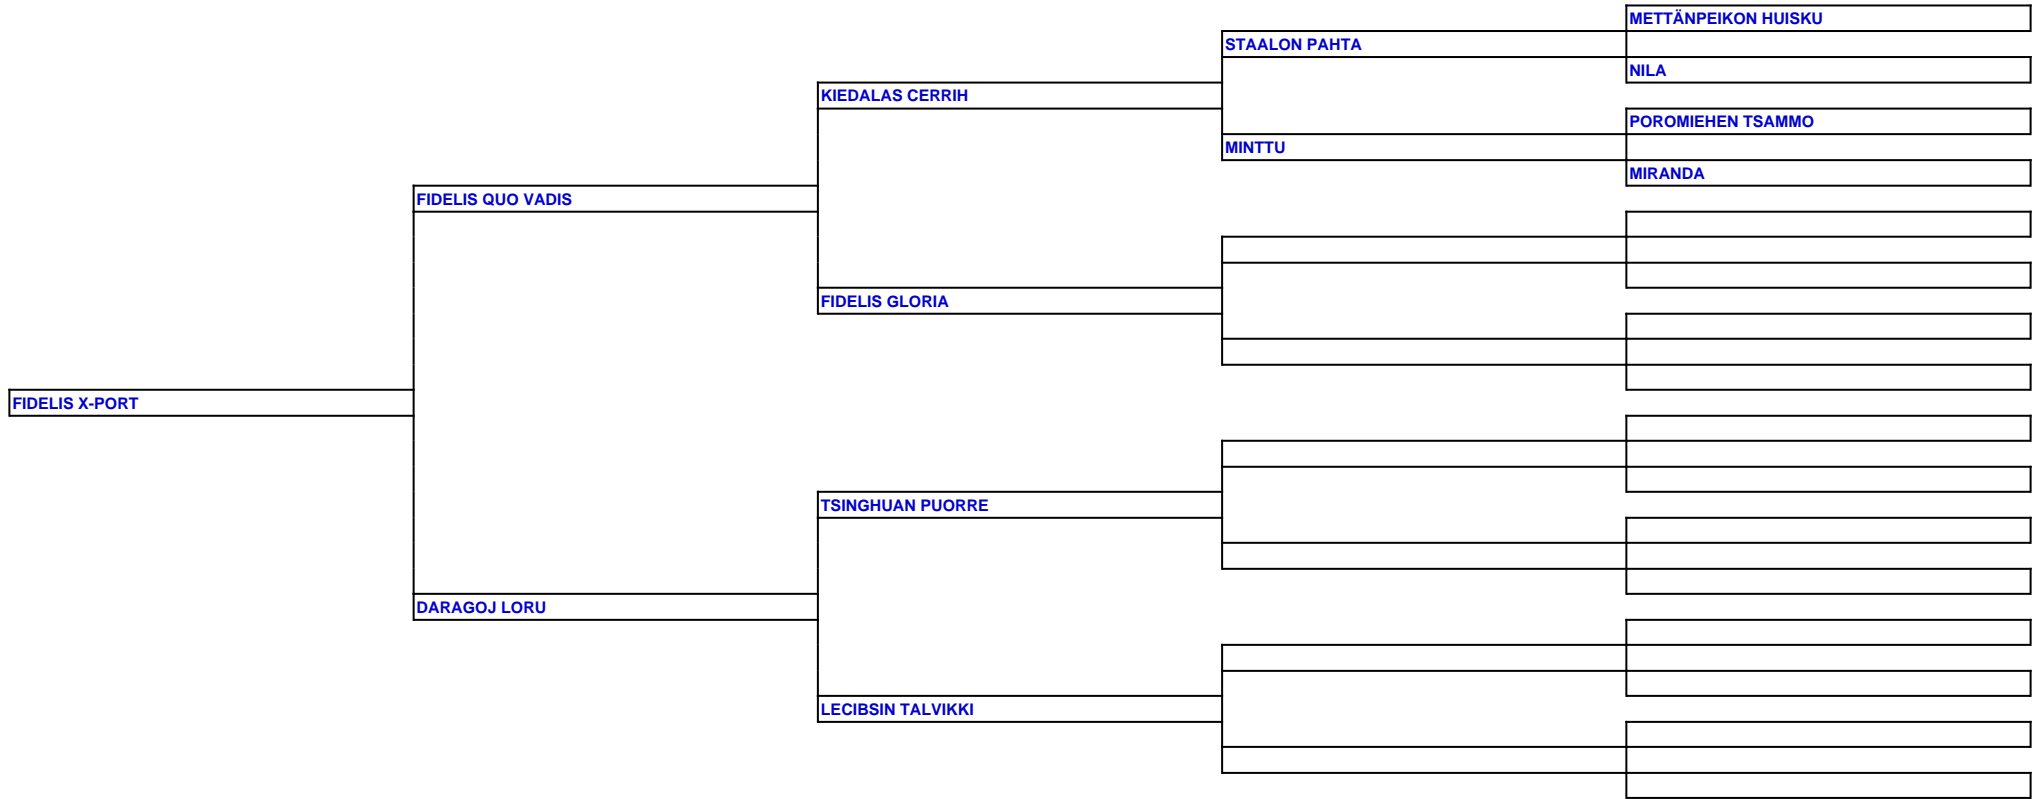 METTÄNPEIKON HUISKU
STAALON PAHTA
NILA
KIEDALAS CERRIH
POROMIEHEN TSAMMO
MINTTU
MIRANDA
FIDELIS QUO VADIS
FIDELIS GLORIA
FIDELIS X-PORT
TSINGHUAN PUORRE
DARAGOJ LORU
LECIBSIN TALVIKKI